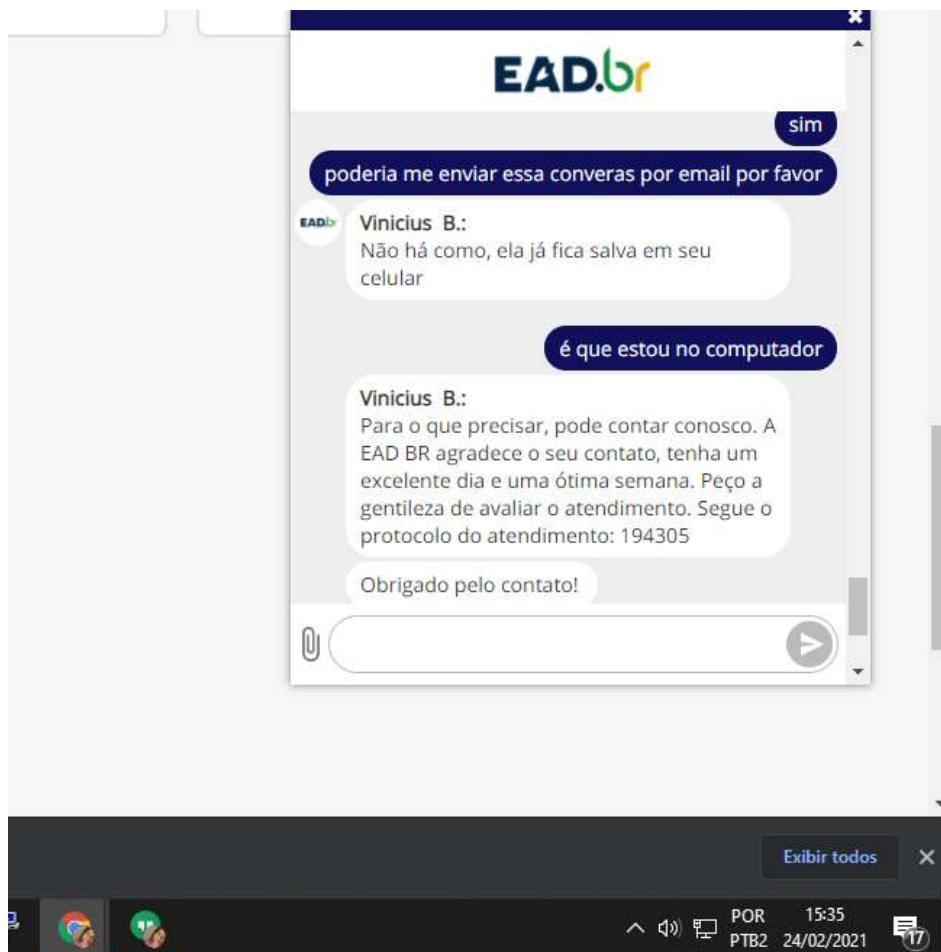 EAD.br
sim
poderia me enviar essa converas por email por favor
EAD.br
Vinicius B.:
Não há como, ela já fica salva em seu
celular
é que estou no computador
Vinicius B.:
Para o que precisar, pode contar conosco. A
EAD BR agradece o seu contato, tenha um
excelente dia e uma ótima semana. Peço a
gentileza de avaliar o atendimento. Segue o
protocolo do atendimento: 194305
Obrigado pelo contato!
Exibir todos
POR
PTB2
15:35
24/02/2021
17